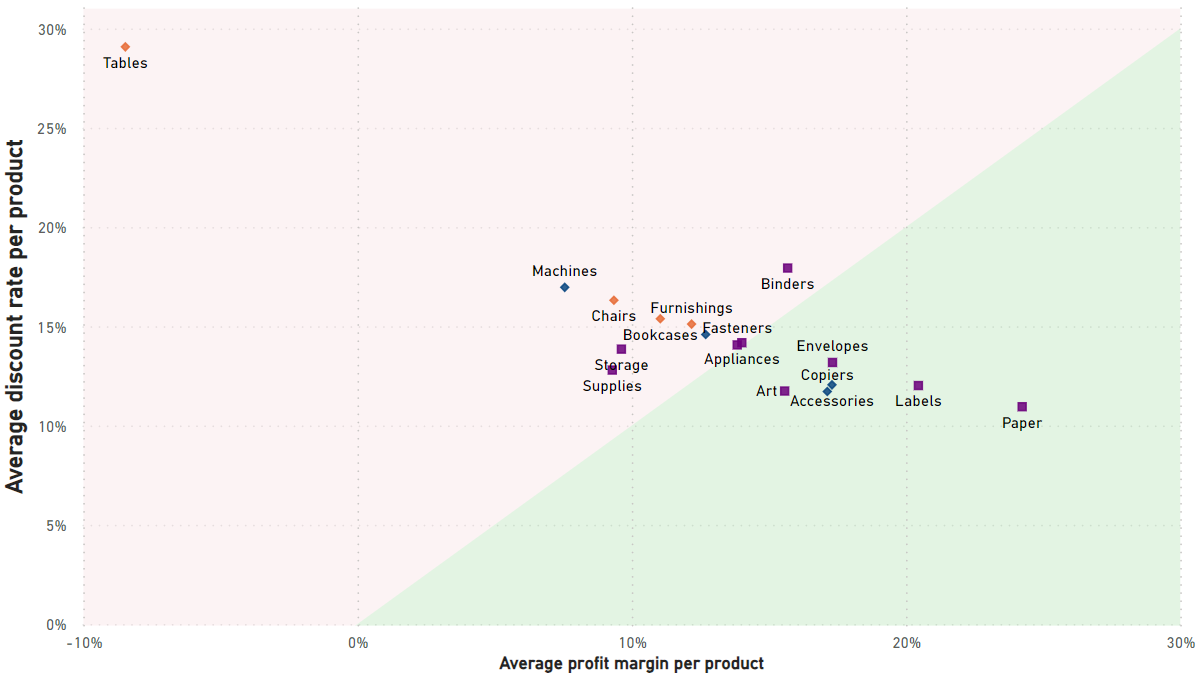 Average discount rate per product
30%
25%
20%
15%
10%
5%
0%
Tables
Machines
Binders
Chairs
Furnishings
Bookcases
Fasteners
Appliances
Envelopes
Storage
Copiers
Supplies
Art
Accessories
Labels
Paper
-10%
0%
10%
20%
30%
Average profit margin per product